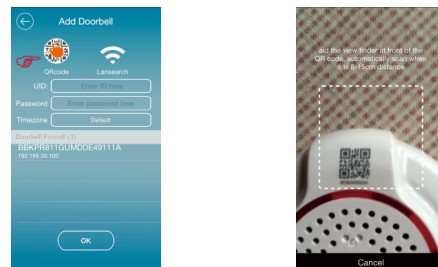 Add Doorbell
QRcode
Lansearch
UID:
Enter ID here
Password
Enter password here
Timezone
Default
Doorbell Found! (1)
BBKPR811GUMDDE49111A
192.168.30.100
OK
aid the view finder at front of the
QR code, automatically scan when
it is 8-15cm distance
Cancel